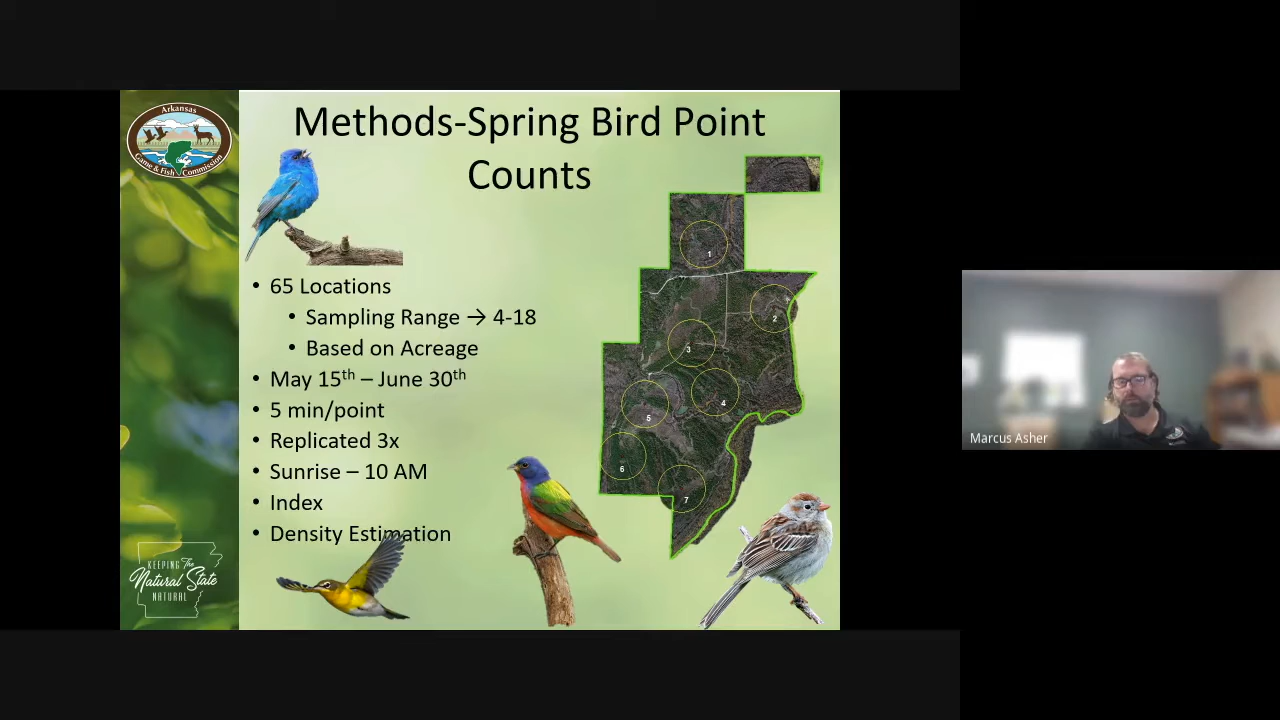 Arkansas
Game & Fish Commission
Methods-Spring Bird Point
Counts
• 65 Locations
• Sampling Range → 4-18
• Based on Acreage
• May 15th – June 30th
• 5 min/point
• Replicated 3x
• Sunrise – 10 AM
• Index
• Density Estimation
1
2
3
4
5
6
7
KEEPING The
Natural State
NATURAL
Marcus Asher